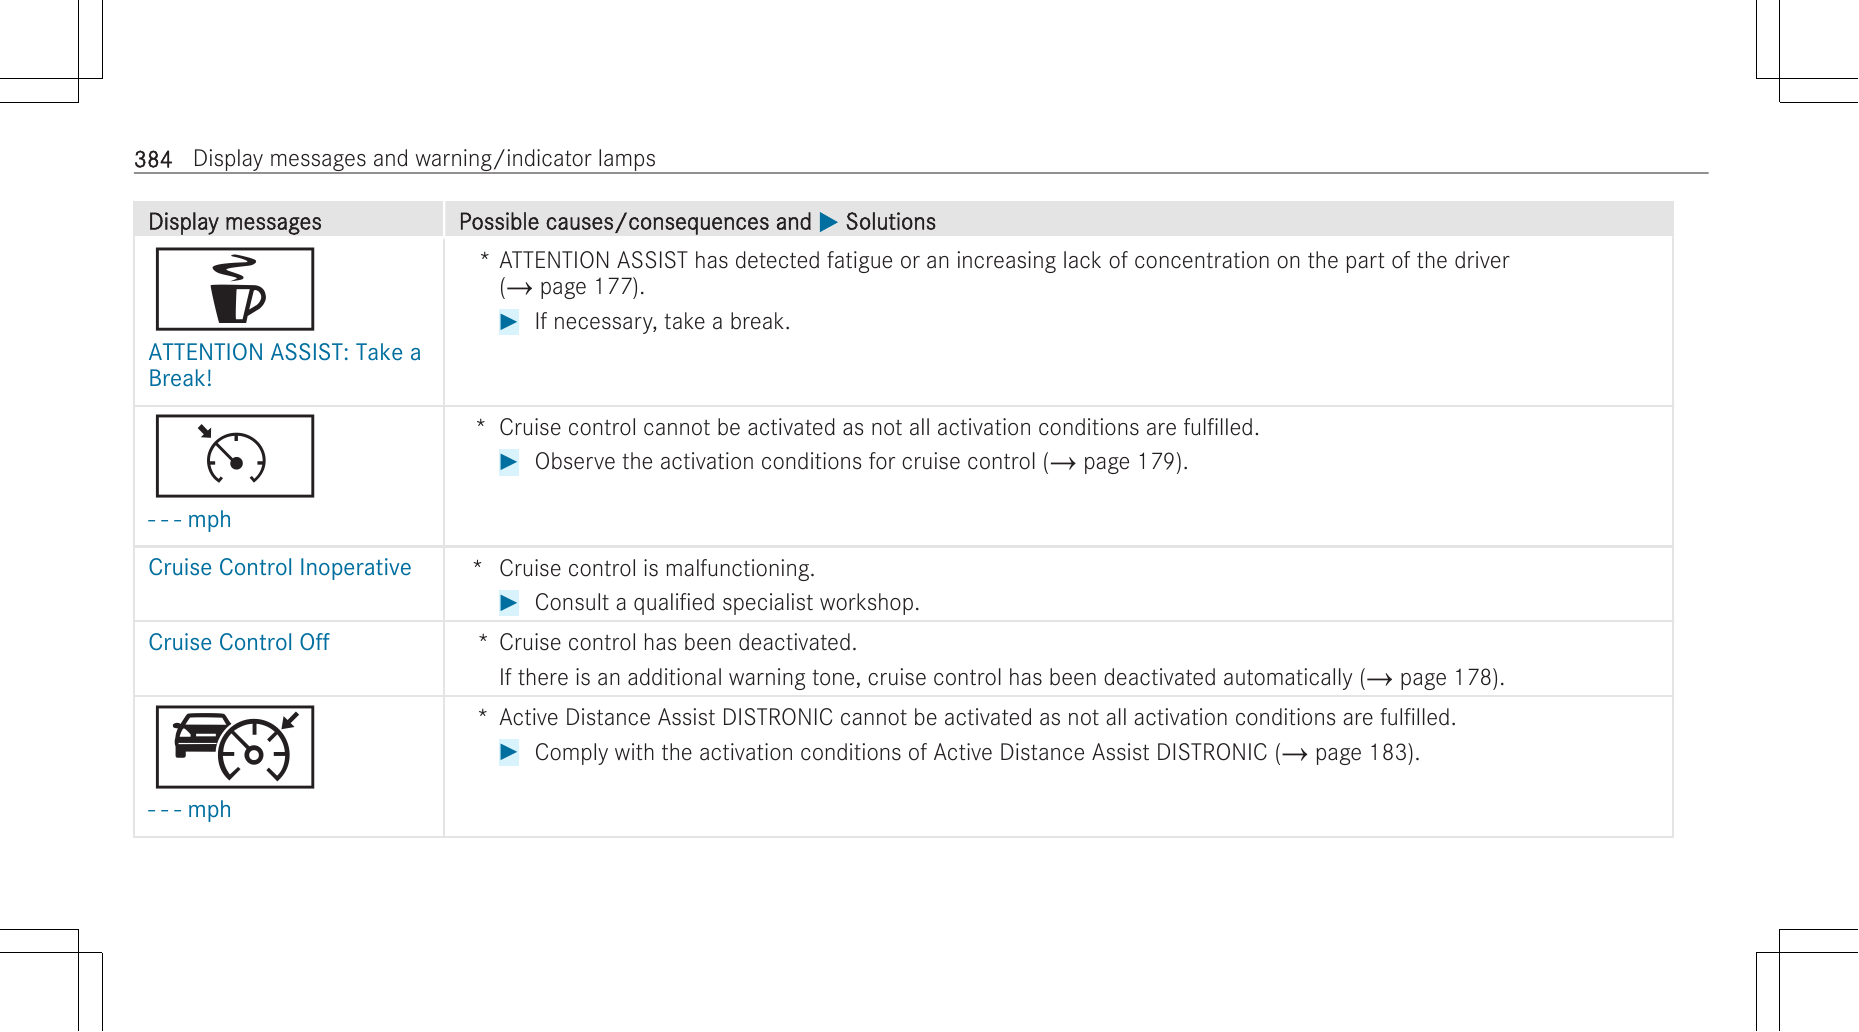 384 Display messages and warning/indicator lamps
Display messages
Possible causes/consequences and ▶ Solutions
ATTENTION ASSIST: Take a
Break!
* ATTENTION ASSIST has detected fatigue or an increasing lack of concentration on the part of the driver
(→ page 177).
▶ If necessary, take a break.
- - - mph
* Cruise control cannot be activated as not all activation conditions are fulfilled.
▶ Observe the activation conditions for cruise control (→ page 179).
Cruise Control Inoperative
* Cruise control is malfunctioning.
▶ Consult a qualified specialist workshop.
Cruise Control Off
* Cruise control has been deactivated.
If there is an additional warning tone, cruise control has been deactivated automatically (→ page 178).
- - - mph
* Active Distance Assist DISTRONIC cannot be activated as not all activation conditions are fulfilled.
▶ Comply with the activation conditions of Active Distance Assist DISTRONIC (→ page 183).